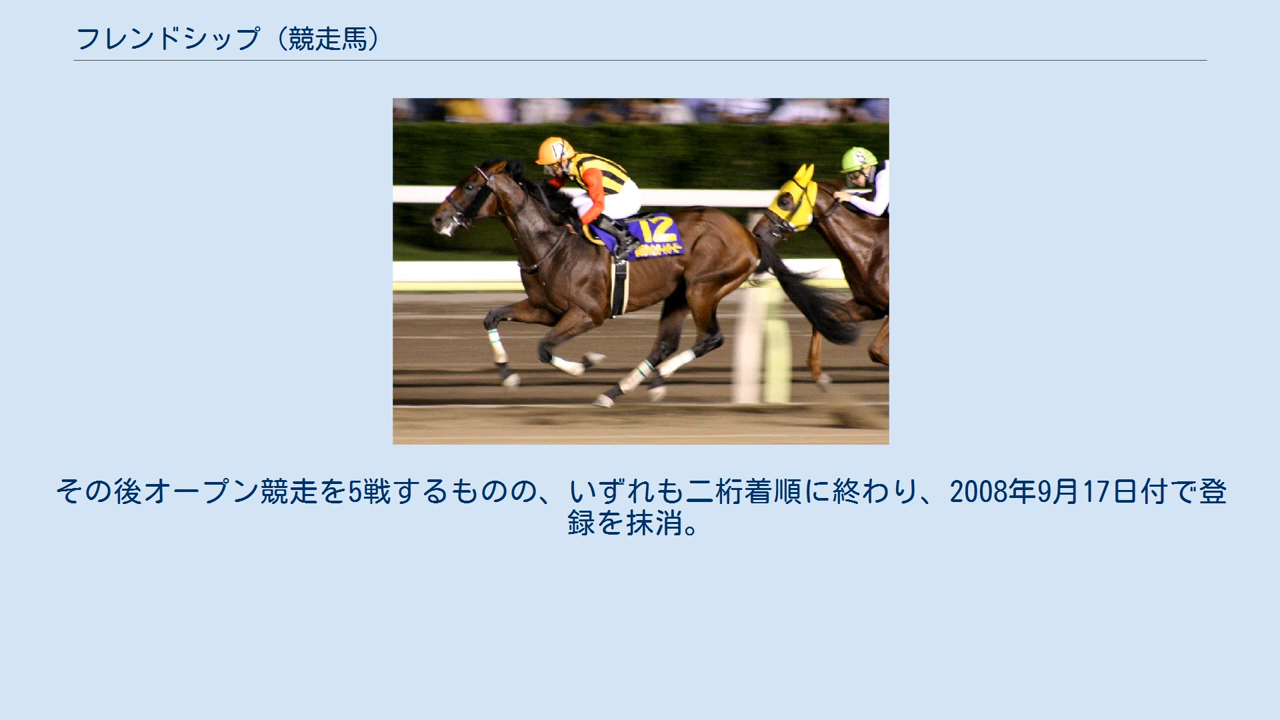 フレンドシップ（競走馬）
12
その後オープン競走を5戦するものの、いずれも二桁着順に終わり、2008年9月17日付で登
録を抹消。